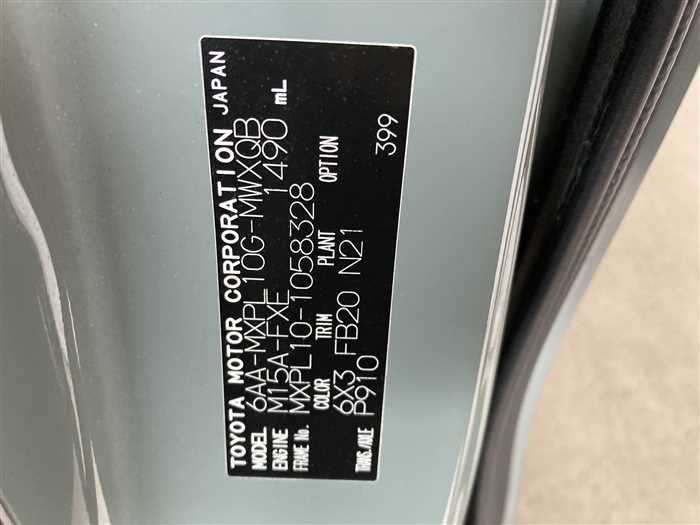 TOYOTA MOTOR CORPORATION JAPAN
MODEL 6AA-MXPL10G-MWXQB
ENGINE M15A-FXE 1490 mL
FRAME No. MXPL10-1058328
COLOR TRIM PLANT OPTION
6X3 FB20 N21
TRANS./AXLE P910 399